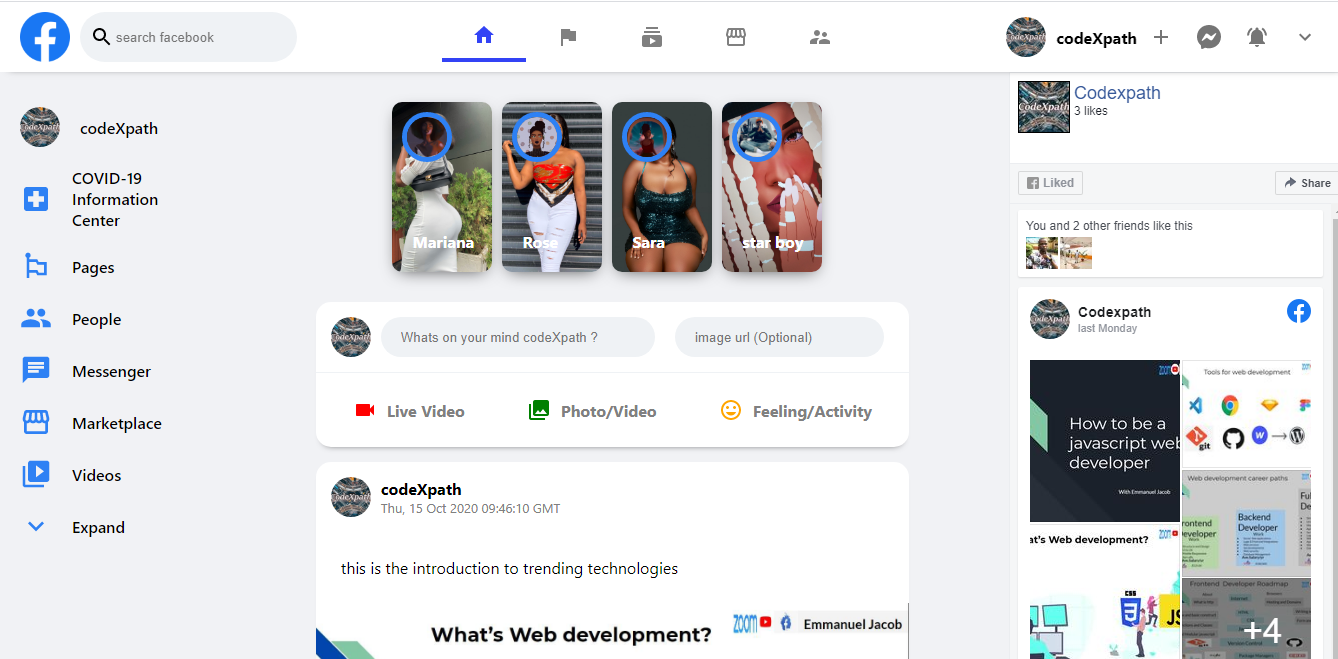 search facebook
codeXpath
codeXpath
COVID-19
Information
Center
Pages
People
Messenger
Marketplace
Videos
Expand
Mariana
Rose
Sara
star boy
Whats on your mind codeXpath ?
image url (Optional)
Live Video
Photo/Video
Feeling/Activity
codeXpath
Thu, 15 Oct 2020 09:46:10 GMT
this is the introduction to trending technologies
What's Web development?
zoom
Emmanuel Jacob
CodeXpath
Codexpath
3 likes
Liked
Share
You and 2 other friends like this
Codexpath
last Monday
How to be a
javascript web
developer
With Emmanuel Jacob
Tools for web development
git
Web development career paths
Backend
Developer
at's Web development?
CSS
JS
Frontend Developer Roadmap
+4